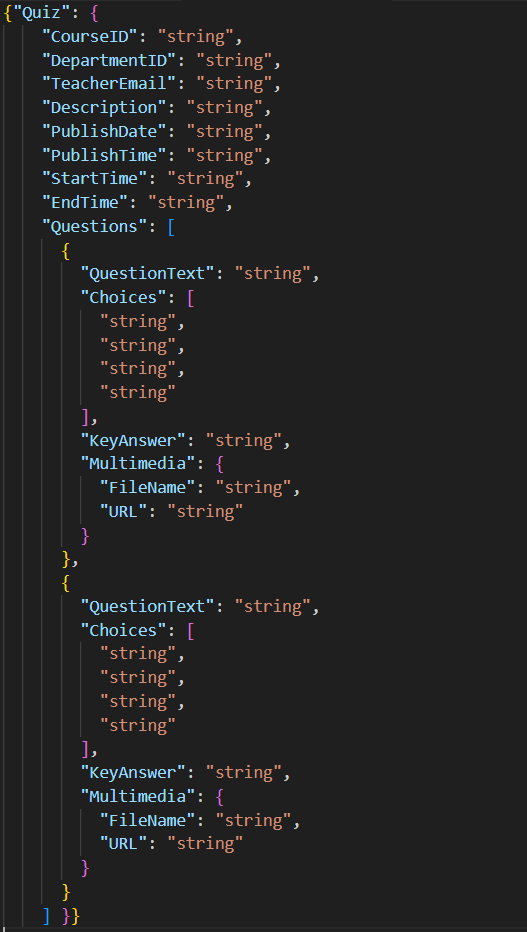 {"Quiz": {
"CourseID": "string",
"DepartmentID": "string",
"TeacherEmail": "string",
"Description": "string",
"PublishDate": "string",
"PublishTime": "string",
"StartTime": "string",
"EndTime": "string",
"Questions": [
{
"QuestionText": "string",
"Choices": [
"string",
"string",
"string",
"string"
],
"KeyAnswer": "string",
"Multimedia": {
"FileName": "string",
"URL": "string"
}
},
{
"QuestionText": "string",
"Choices": [
"string",
"string",
"string",
"string"
],
"KeyAnswer": "string",
"Multimedia": {
"FileName": "string",
"URL": "string"
}
}
] }}